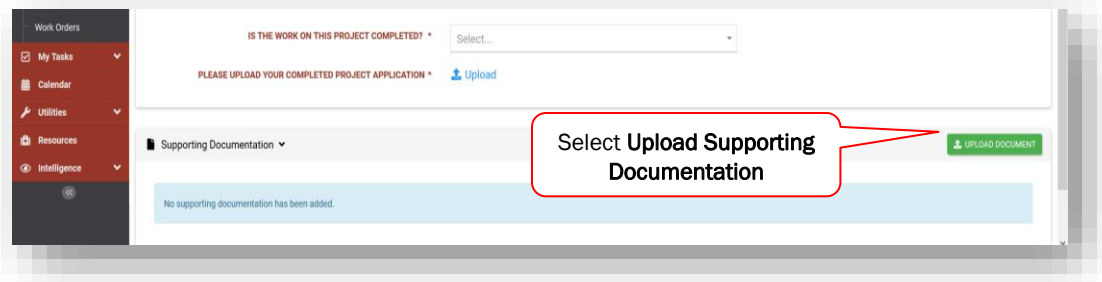 Work Orders
My Tasks
Calendar
Utilities
Resources
Intelligence
IS THE WORK ON THIS PROJECT COMPLETED? *
Select...
PLEASE UPLOAD YOUR COMPLETED PROJECT APPLICATION *
Upload
Supporting Documentation
UPLOAD DOCUMENT
Select Upload Supporting
Documentation
No supporting documentation has been added.